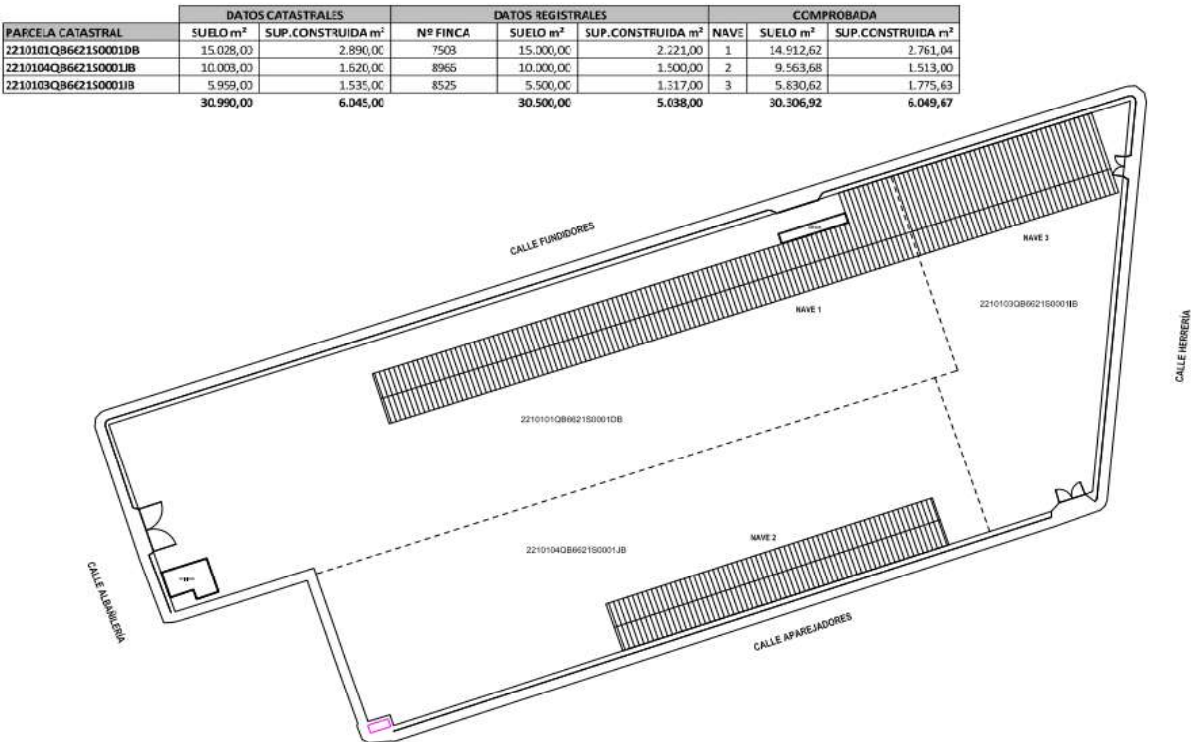 DATOS CATASTRALES DATOS REGISTRALES COMPROBADA
PARCELA CATASTRAL SUELO m² SUP.CONSTRUIDA m² Nº FINCA SUELO m² SUP.CONSTRUIDA m² NAVE SUELO m² SUP.CONSTRUIDA m²
2210101QB6621S0001DB 15.028,00 2.890,00 7503 15.000,00 2.221,00 1 14.912,62 2.761,04
2210104QB6621S0001JB 10.003,00 1.620,00 8965 10.000,00 1.500,00 2 9.563,68 1.513,00
2210103QB6621S0001IB 5.959,00 1.535,00 8525 5.500,00 1.317,00 3 5.830,62 1.775,63
30.990,00 6.045,00 30.500,00 5.038,00 30.306,92 6.049,67
CALLE FUNDIDORES
NAVE 3
2210103QB6621S0001IB
NAVE 1
CALLE HERRERÍA
2210101QB6621S0001DB
NAVE 2
2210104QB6621S0001JB
CALLE ALBAÑILERÍA
CALLE APAREJADORES